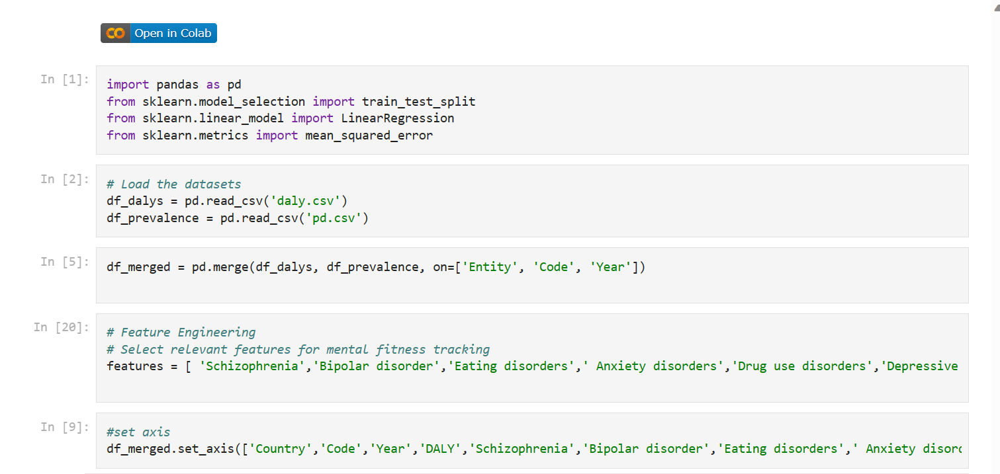 Open in Colab
In [1]:
import pandas as pd
from sklearn.model_selection import train_test_split
from sklearn.linear_model import LinearRegression
from sklearn.metrics import mean_squared_error
In [2]:
# Load the datasets
df_dalys = pd.read_csv('daly.csv')
df_prevalence = pd.read_csv('pd.csv')
In [5]:
df_merged = pd.merge(df_dalys, df_prevalence, on=['Entity', 'Code', 'Year'])
In [20]:
# Feature Engineering
# Select relevant features for mental fitness tracking
features = [ 'Schizophrenia','Bipolar disorder','Eating disorders',' Anxiety disorders','Drug use disorders','Depressive
In [9]:
#set axis
df_merged.set_axis(['Country','Code','Year','DALY','Schizophrenia','Bipolar disorder','Eating disorders',' Anxiety